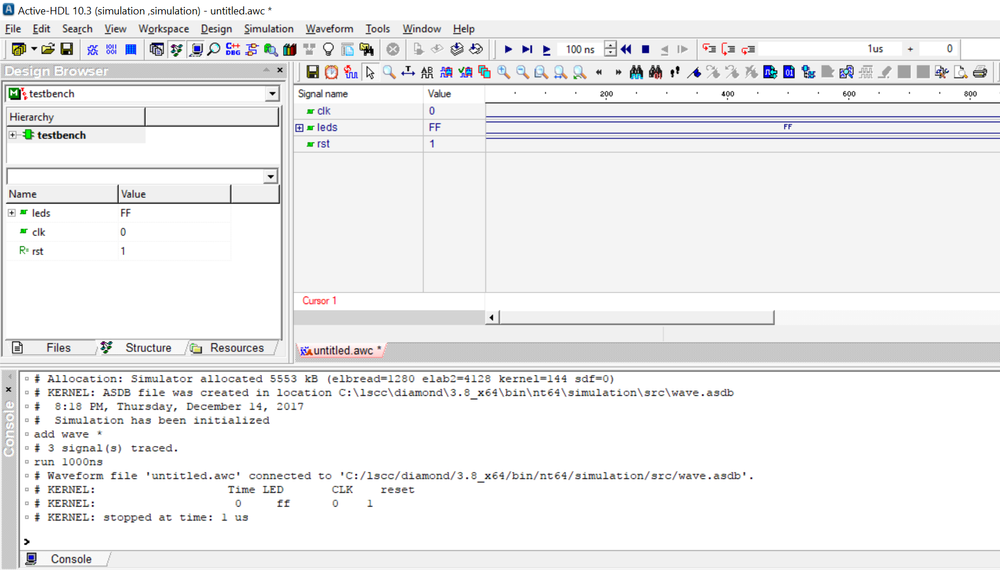 Active-HDL 10.3 (simulation ,simulation) - untitled.awc *
File Edit Search View Workspace Design Simulation Waveform Tools Window Help
100 ns 1us + 0
Design Browser
testbench
Hierarchy
testbench
Name Value
leds FF
clk 0
R= rst 1
Files Structure Resources
Signal name Value 200 400 600 800
clk 0
leds FF FF
rst 1
Cursor 1
untitled.awc *
# Allocation: Simulator allocated 5553 kB (elbread=1280 elab2=4128 kernel=144 sdf=0)
# KERNEL: ASDB file was created in location C:\lscc\diamond\3.8_x64\bin\nt64\simulation\src\wave.asdb
# 8:18 PM, Thursday, December 14, 2017
# Simulation has been initialized
add wave *
# 3 signal(s) traced.
run 1000ns
# Waveform file 'untitled.awc' connected to 'C:/lscc/diamond/3.8_x64/bin/nt64/simulation/src/wave.asdb'.
# KERNEL: Time LED CLK reset
# KERNEL: 0 ff 0 1
# KERNEL: stopped at time: 1 us
>
Console
Console